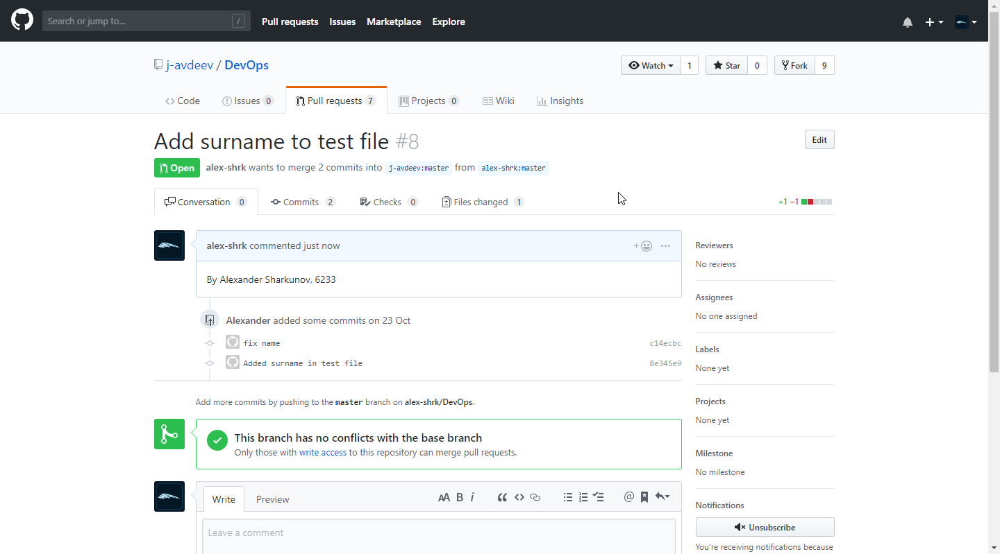 Search or jump to... /
Pull requests Issues Marketplace Explore
j-avdeev / DevOps
Watch 1 Star 0 Fork 9
Code Issues 0 Pull requests 7 Projects 0 Wiki Insights
Add surname to test file #8
Edit
Open alex-shrk wants to merge 2 commits into j-avdeev:master from alex-shrk:master
Conversation 0 Commits 2 Checks 0 Files changed 1 +1 −1
alex-shrk commented just now
By Alexander Sharkunov, 6233
Alexander added some commits on 23 Oct
fix name c14ecbc
Added surname in test file 8e345e9
Add more commits by pushing to the master branch on alex-shrk/DevOps.
This branch has no conflicts with the base branch
Only those with write access to this repository can merge pull requests.
Write Preview AA B i
Leave a comment
Reviewers
No reviews
Assignees
No one assigned
Labels
None yet
Projects
None yet
Milestone
No milestone
Notifications
Unsubscribe
You're receiving notifications because